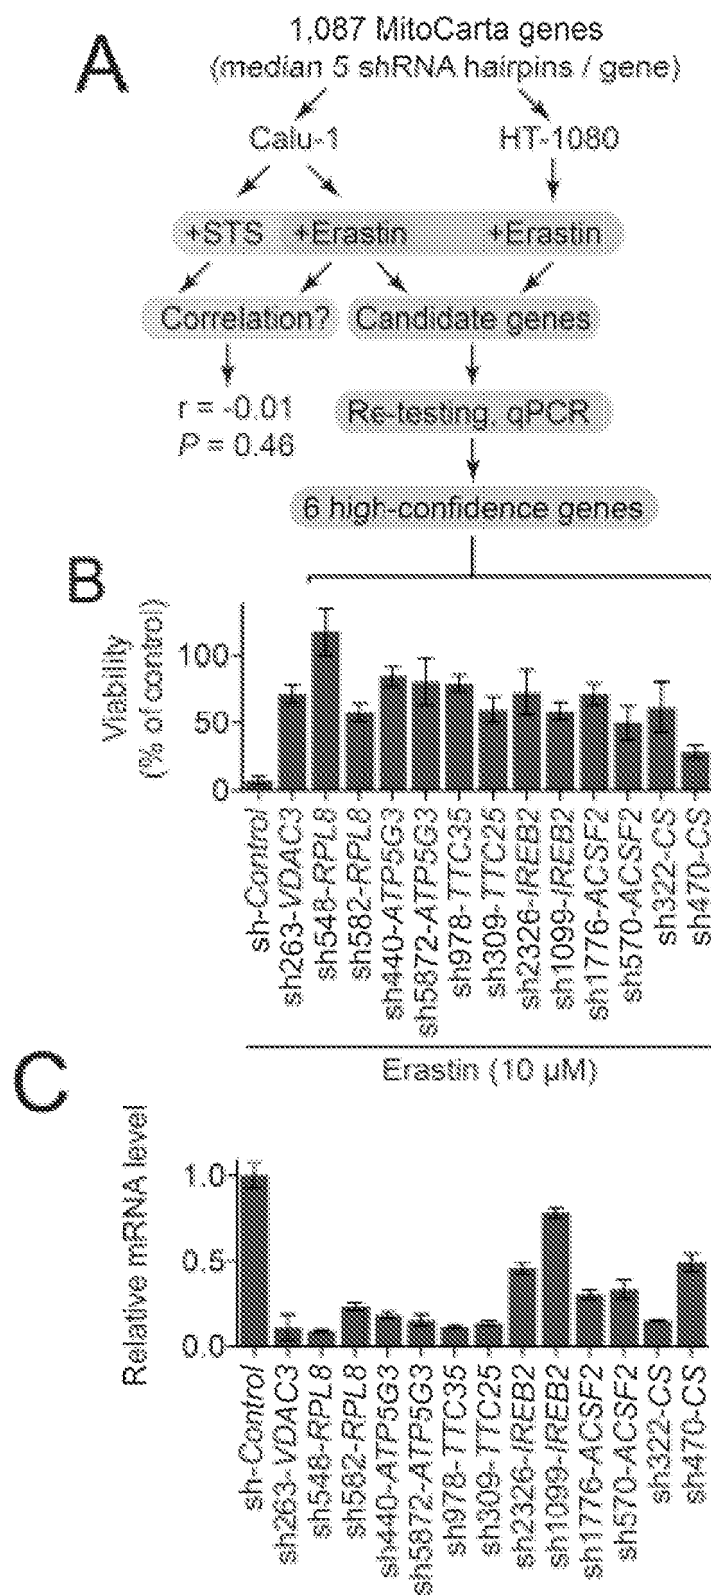 A
1,087 MitoCarta genes
(median 5 shRNA hairpins / gene)
Calu-1 HT-1080
+STS +Erastin +Erastin
Correlation? Candidate genes
r = -0.01
P = 0.46
Re-testing, qPCR
6 high-confidence genes
B
Viability
(% of control)
100
50
0
sh-Control
sh263-VDAC3
sh548-RPL8
sh582-RPL8
sh440-ATP5G3
sh5872-ATP5G3
sh978-TTC35
sh309-TTC25
sh2326-IREB2
sh1099-IREB2
sh1776-ACSF2
sh570-ACSF2
sh322-CS
sh470-CS
Erastin (10 µM)
C
Relative mRNA level
1.0
0.5
0.0
sh-Control
sh263-VDAC3
sh548-RPL8
sh582-RPL8
sh440-ATP5G3
sh5872-ATP5G3
sh978-TTC35
sh309-TTC25
sh2326-IREB2
sh1099-IREB2
sh1776-ACSF2
sh570-ACSF2
sh322-CS
sh470-CS